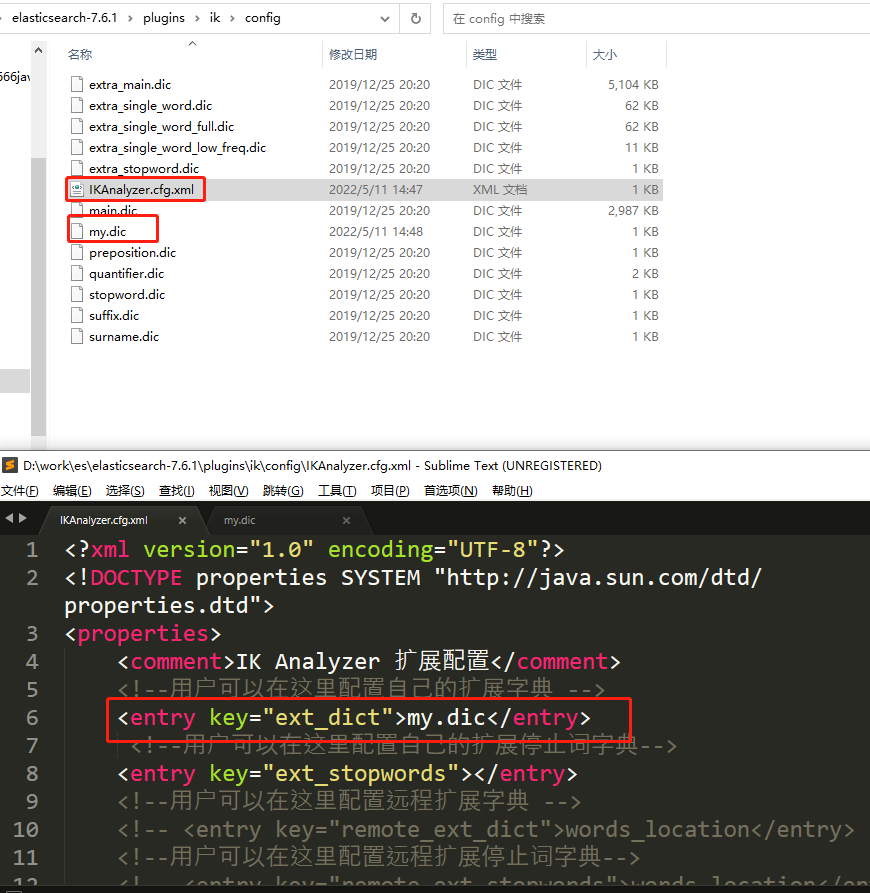 elasticsearch-7.6.1 › plugins › ik › config 在 config 中搜索
名称 修改日期 类型 大小
extra_main.dic 2019/12/25 20:20 DIC 文件 5,104 KB
extra_single_word.dic 2019/12/25 20:20 DIC 文件 62 KB
extra_single_word_full.dic 2019/12/25 20:20 DIC 文件 62 KB
extra_single_word_low_freq.dic 2019/12/25 20:20 DIC 文件 11 KB
extra_stopword.dic 2019/12/25 20:20 DIC 文件 1 KB
IKAnalyzer.cfg.xml 2022/5/11 14:47 XML 文档 1 KB
main.dic 2019/12/25 20:20 DIC 文件 2,987 KB
my.dic 2022/5/11 14:48 DIC 文件 1 KB
preposition.dic 2019/12/25 20:20 DIC 文件 1 KB
quantifier.dic 2019/12/25 20:20 DIC 文件 2 KB
stopword.dic 2019/12/25 20:20 DIC 文件 1 KB
suffix.dic 2019/12/25 20:20 DIC 文件 1 KB
surname.dic 2019/12/25 20:20 DIC 文件 1 KB
D:\work\es\elasticsearch-7.6.1\plugins\ik\config\IKAnalyzer.cfg.xml - Sublime Text (UNREGISTERED)
文件(F) 编辑(E) 选择(S) 查找(I) 视图(V) 跳转(G) 工具(T) 项目(P) 首选项(N) 帮助(H)
IKAnalyzer.cfg.xml × my.dic ×
1 <?xml version="1.0" encoding="UTF-8"?>
2 <!DOCTYPE properties SYSTEM "http://java.sun.com/dtd/
properties.dtd">
3 <properties>
4 <comment>IK Analyzer 扩展配置</comment>
5 <!--用户可以在这里配置自己的扩展字典 -->
6 <entry key="ext_dict">my.dic</entry>
7 <!--用户可以在这里配置自己的扩展停止词字典-->
8 <entry key="ext_stopwords"></entry>
9 <!--用户可以在这里配置远程扩展字典 -->
10 <!-- <entry key="remote_ext_dict">words_location</entry>
11 <!--用户可以在这里配置远程扩展停止词字典-->
12 <!-- <entry key="remote_ext_stopwords">words_location</en